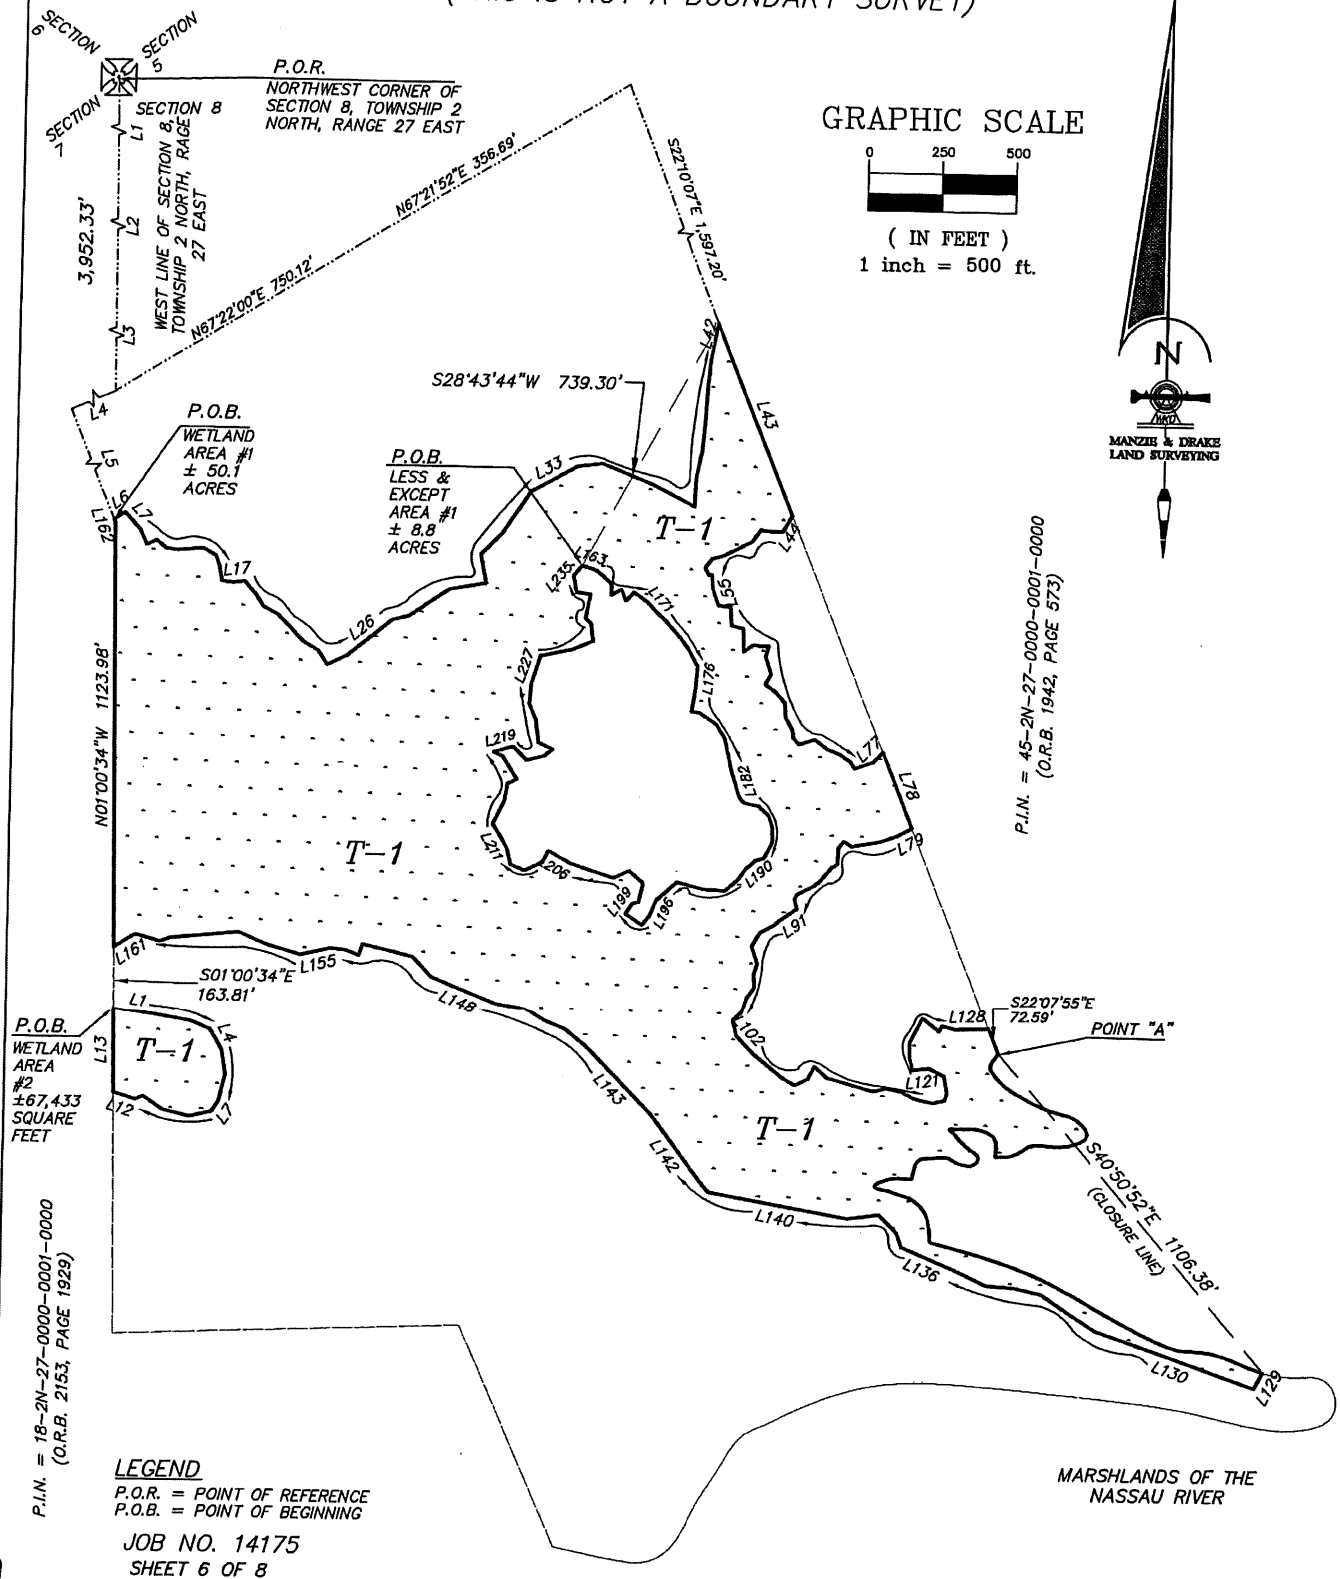 (THIS IS NOT A BOUNDARY SURVEY)
SECTION 6
SECTION 5
SECTION 7
SECTION 8
P.O.R.
NORTHWEST CORNER OF
SECTION 8, TOWNSHIP 2
NORTH, RANGE 27 EAST
L1
L2
L3
3,952.33'
WEST LINE OF SECTION 8,
TOWNSHIP 2 NORTH, RAGE
27 EAST
N67°22'00"E 750.12'
N67°21'52"E 356.69'
S22°10'07"E 1,597.20'
GRAPHIC SCALE
0 250 500
( IN FEET )
1 inch = 500 ft.
N
MANZIE & DRAKE
LAND SURVEYING
L4
L5
L6
L7
L167
P.O.B.
WETLAND
AREA #1
± 50.1
ACRES
S28°43'44"W 739.30'
P.O.B.
LESS &
EXCEPT
AREA #1
± 8.8
ACRES
L17
L26
L33
L42
L43
L44
T-1
L55
L77
L78
L79
L163
L171
L176
L182
L190
L196
L199
206
L211
L219
L227
L235
N01°00'34"W 1123.98'
T-1
P.I.N. = 45-2N-27-0000-0001-0000
(O.R.B. 1942, PAGE 573)
L91
102
L121
L128
S22°07'55"E
72.59'
POINT "A"
L161
L155
L148
L143
L142
L140
L136
L130
L129
T-1
S40°50'52"E 1106.38'
(CLOSURE LINE)
S01°00'34"E
163.81'
P.O.B.
WETLAND
AREA
#2
±67,433
SQUARE
FEET
L1
L4
L7
L12
L13
T-1
P.I.N. = 18-2N-27-0000-0001-0000
(O.R.B. 2153, PAGE 1929)
MARSHLANDS OF THE
NASSAU RIVER
LEGEND
P.O.R. = POINT OF REFERENCE
P.O.B. = POINT OF BEGINNING
JOB NO. 14175
SHEET 6 OF 8